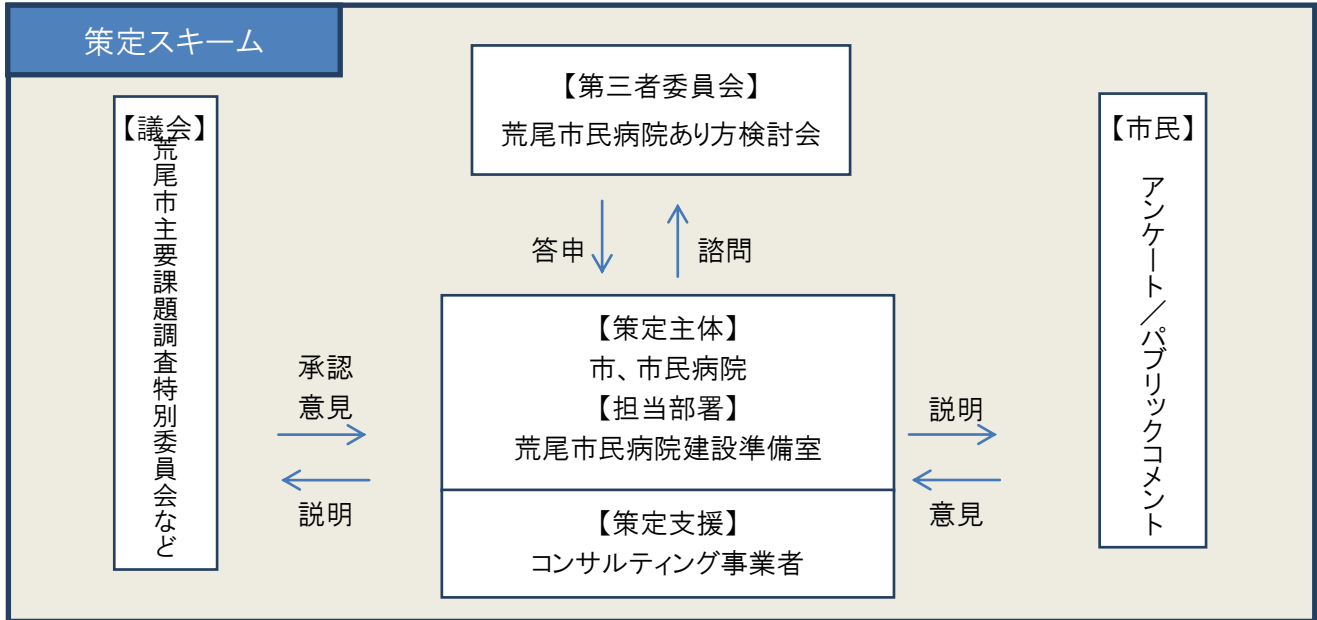 策定スキーム
【第三者委員会】
荒尾市民病院あり方検討会
【議会】
荒尾市主要課題調査特別委員会など
【市民】
アンケート／パブリックコメント
答申
諮問
【策定主体】
市、市民病院
【担当部署】
荒尾市民病院建設準備室
【策定支援】
コンサルティング事業者
承認
意見
説明
説明
意見